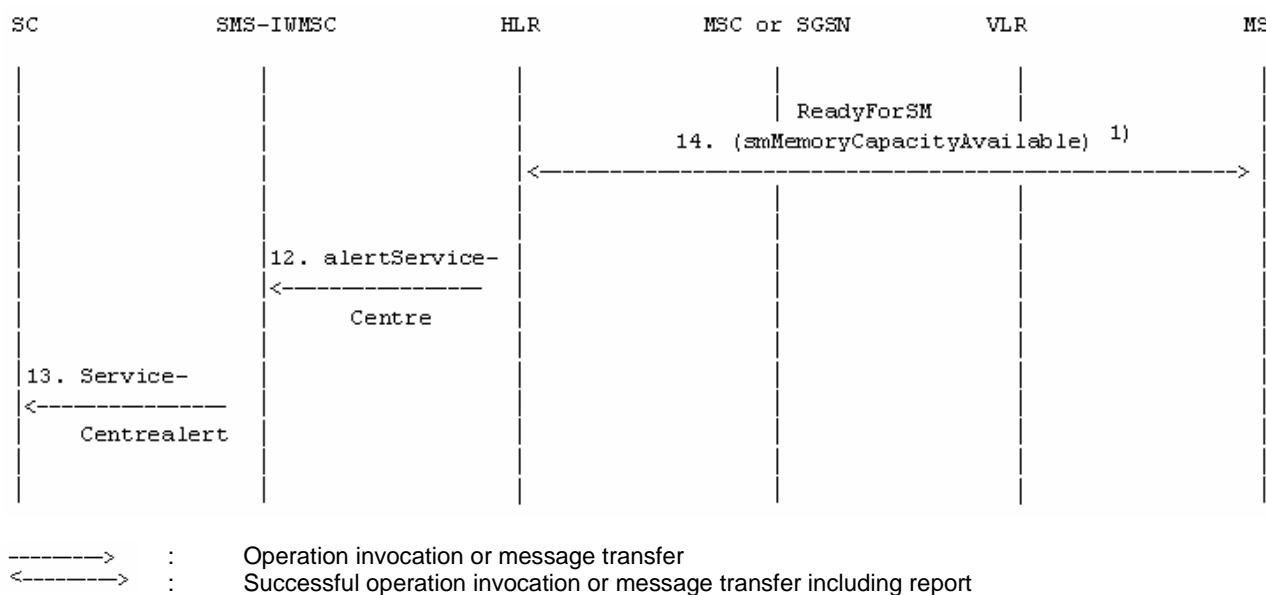 SC SMS-IWMSC HLR MSC or SGSN VLR MS
ReadyForSM
14. (smMemoryCapacityAvailable) 1)
12. alertService-
Centre
13. Service-
Centrealert
: Operation invocation or message transfer
: Successful operation invocation or message transfer including report